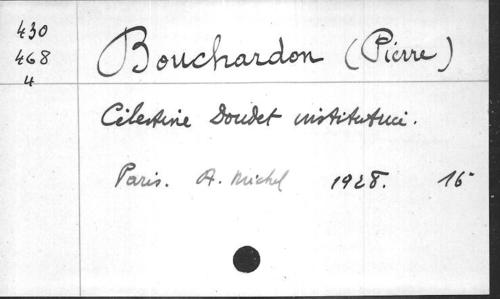 430
468
4
Bouchardon (Pierre)
Célestine Doudet institutrice.
Paris. A. Michel 1928. 16°